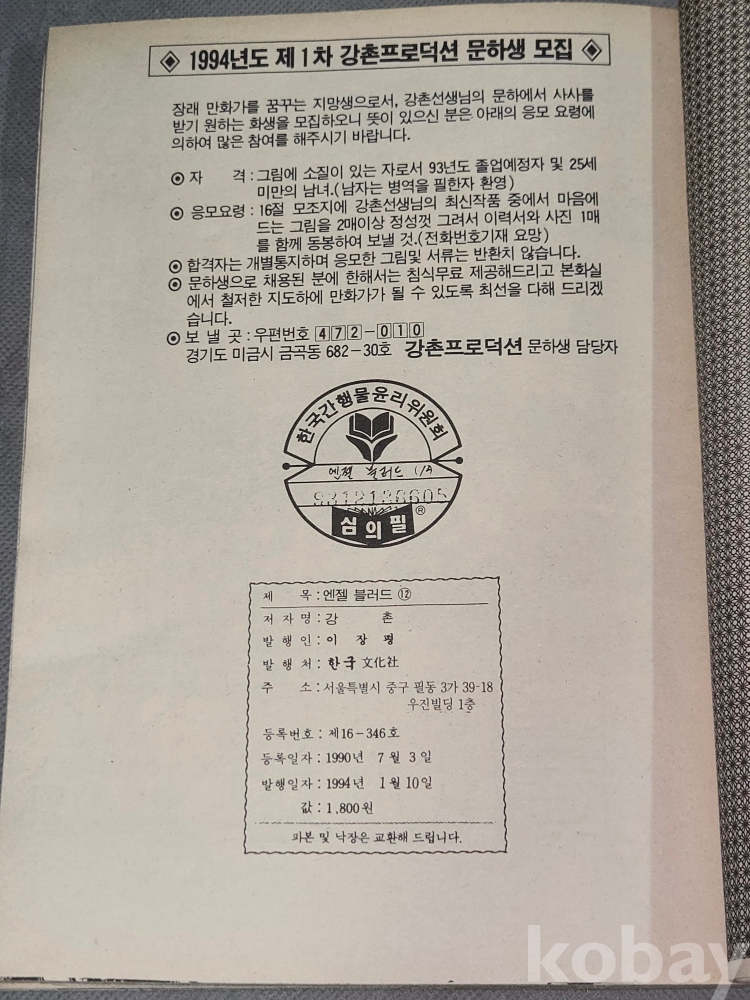 ◈ 1994년도 제 1 차 강촌프로덕션 문하생 모집 ◈
장래 만화가를 꿈꾸는 지망생으로서, 강촌선생님의 문하에서 사사를
받기 원하는 화생을 모집하오니 뜻이 있으신 분은 아래의 응모 요령에
의하여 많은 참여를 해주시기 바랍니다.
⊙ 자 격 : 그림에 소질이 있는 자로서 93년도 졸업예정자 및 25세
미만의 남녀.(남자는 병역을 필한자 환영)
⊙ 응모요령 : 16절 모조지에 강촌선생님의 최신작품 중에서 마음에
드는 그림을 2매이상 정성껏 그려서 이력서와 사진 1매
를 함께 동봉하여 보낼 것.(전화번호기재 요망)
⊙ 합격자는 개별통지하며 응모한 그림및 서류는 반환치 않습니다.
⊙ 문하생으로 채용된 분에 한해서는 침식무료 제공해드리고 본화실
에서 철저한 지도하에 만화가가 될 수 있도록 최선을 다해 드리겠
습니다.
⊙ 보 낼 곳 : 우편번호 472-010
경기도 미금시 금곡동 682-30호 강촌프로덕션 문하생 담당자
한국간행물윤리위원회
엔젤 블러드
심의필 ®
제 목 : 엔젤 블러드 ⑫
저 자 명 : 강 촌
발 행 인 : 이 장 평
발 행 처 : 한국 文化社
주 소 : 서울특별시 중구 필동 3가 39-18
우진빌딩 1층
등록번호 : 제16-346호
등록일자 : 1990년 7 월 3 일
발행일자 : 1994년 1 월 10 일
값 : 1,800원
파본 및 낙장은 교환해 드립니다.
kobay